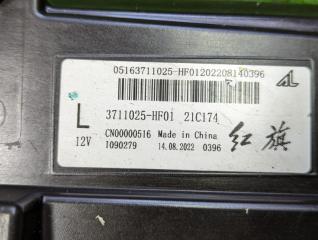 05163711025-HF01202208140396
L 3711025-HF01 21C174
12V CN00000516 Made in China
1090279 14.08.2022 0396 红旗